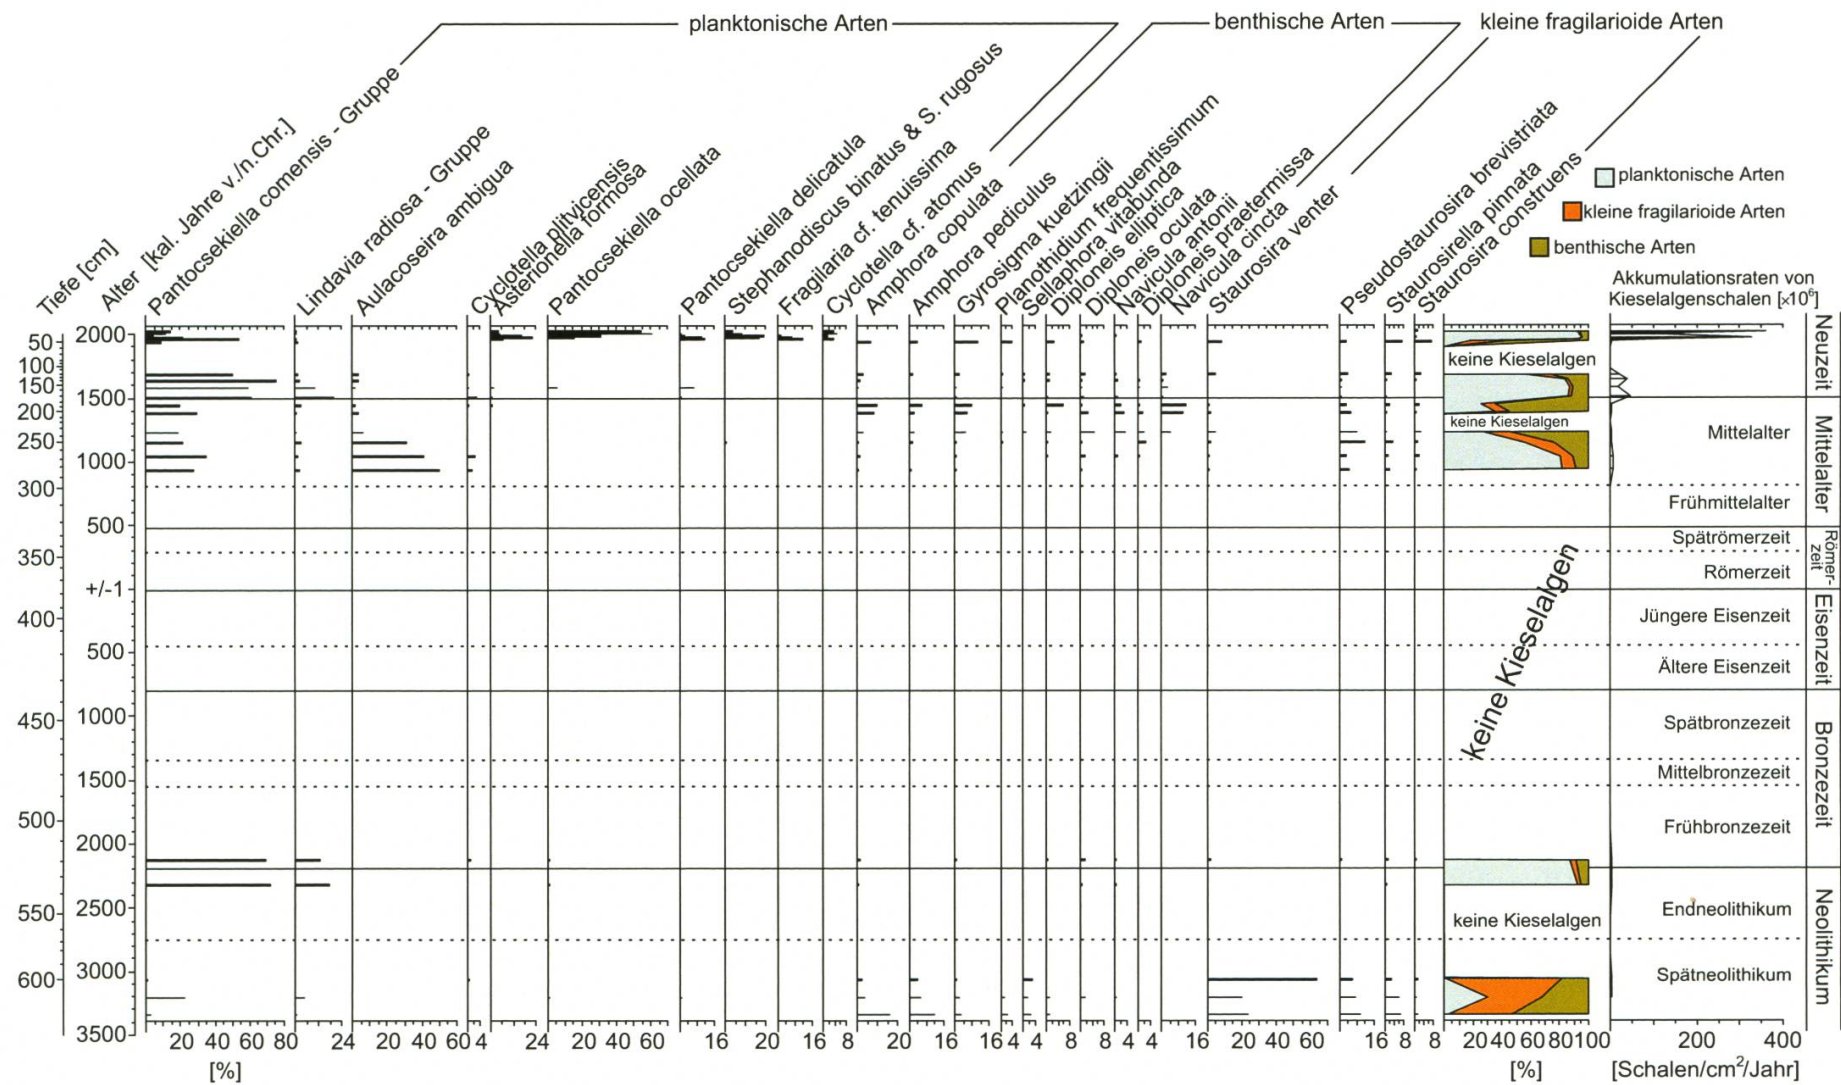 planktonische Arten
benthische Arten
kleine fragilarioide Arten
Tiefe [cm]
Alter [kal. Jahre v./n.Chr.]
Pantocsekiella comensis - Gruppe
Lindavia radiosa - Gruppe
Aulacoseira ambigua
Cyclotella plitvicensis
Asterionella formosa
Pantocsekiella ocellata
Pantocsekiella delicatula
Stephanodiscus binatus & S. rugosus
Fragilaria cf. tenuissima
Cyclotella cf. atomus
Amphora copulata
Amphora pediculus
Gyrosigma kuetzingii
Planothidium frequentissimum
Sellaphora vitabunda
Diploneis elliptica
Diploneis oculata
Navicula antonii
Diploneis praetermissa
Navicula cincta
Staurosira venter
Pseudostaurosira brevistriata
Staurosirella pinnata
Staurosira construens
planktonische Arten
kleine fragilarioide Arten
benthische Arten
Akkumulationsraten von
Kieselalgenschalen [x10⁶]
50
100
150
200
250
300
350
400
450
500
550
600
2000
1500
1000
500
+/-1
500
1000
1500
2000
2500
3000
3500
keine Kieselalgen
keine Kieselalgen
keine Kieselalgen
keine Kieselalgen
Mittelalter
Frühmittelalter
Spätrömerzeit
Römerzeit
Jüngere Eisenzeit
Ältere Eisenzeit
Spätbronzezeit
Mittelbronzezeit
Frühbronzezeit
Endneolithikum
Spätneolithikum
Neuzeit
Mittelalter
Römer-
zeit
Eisenzeit
Bronzezeit
Neolithikum
20 40 60 80 24 20 40 60 4 24 20 40 60 16 20 16 8 16 16 16 4 4 8 8 4 4 16 20 40 60 16 8 8 20 40 60 80 100 200 400
[%] [%] [Schalen/cm²/Jahr]